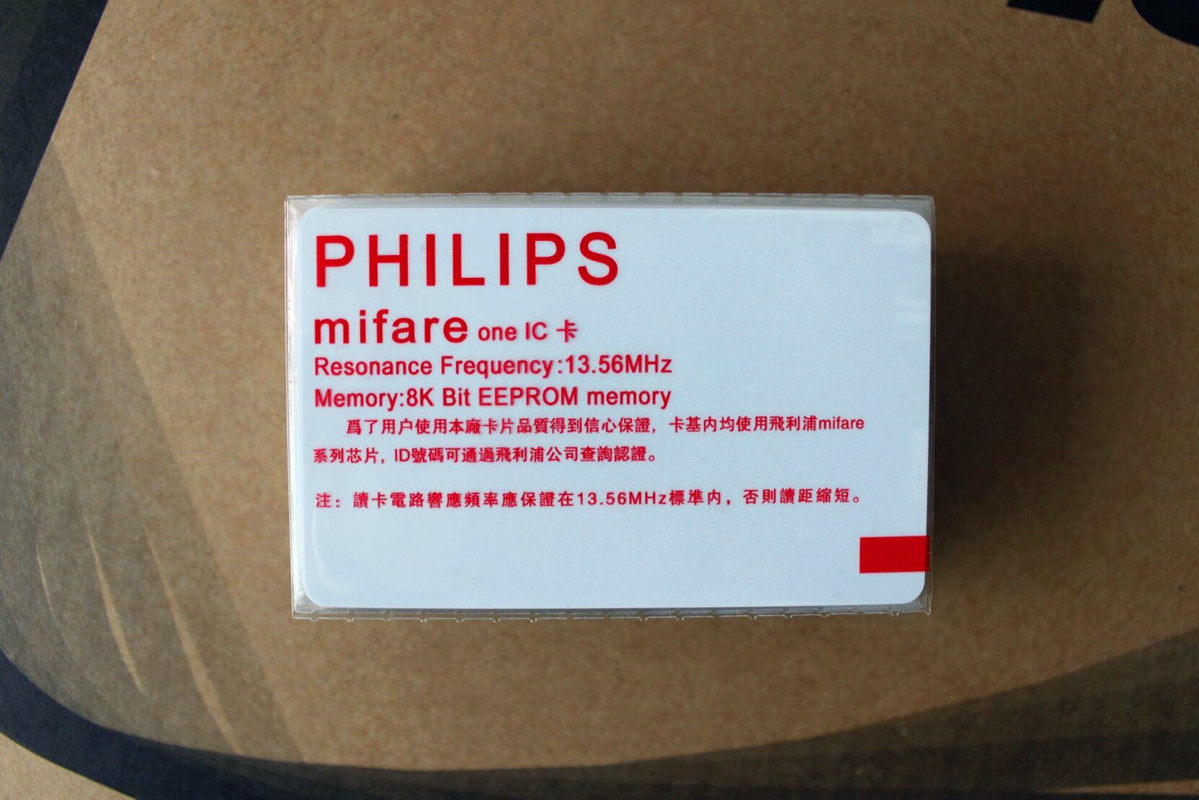 PHILIPS
mifare one IC 卡
Resonance Frequency:13.56MHz
Memory:8K Bit EEPROM memory
爲了用户使用本廠卡片品質得到信心保證，卡基内均使用飛利浦mifare
系列芯片，ID號碼可通過飛利浦公司查詢認證。
注：讀卡電路響應頻率應保證在13.56MHz標準内，否則讀距縮短。